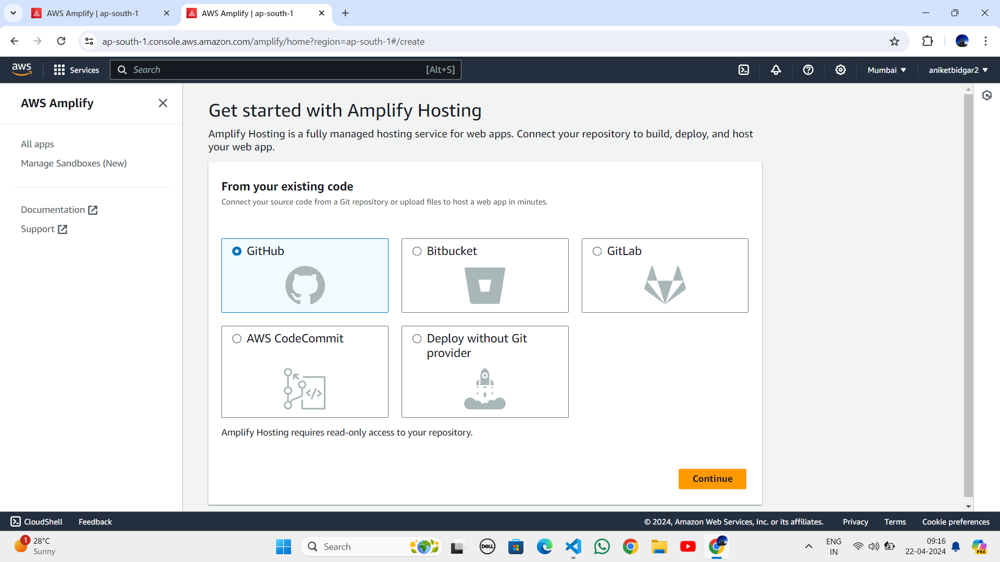 AWS Amplify | ap-south-1
AWS Amplify | ap-south-1
ap-south-1.console.aws.amazon.com/amplify/home?region=ap-south-1#/create
aws
Services
Search
[Alt+S]
Mumbai
aniketbidgar2
AWS Amplify
All apps
Manage Sandboxes (New)
Documentation
Support
Get started with Amplify Hosting
Amplify Hosting is a fully managed hosting service for web apps. Connect your repository to build, deploy, and host
your web app.
From your existing code
Connect your source code from a Git repository or upload files to host a web app in minutes.
GitHub
Bitbucket
GitLab
AWS CodeCommit
Deploy without Git
provider
Amplify Hosting requires read-only access to your repository.
Continue
CloudShell
Feedback
© 2024, Amazon Web Services, Inc. or its affiliates.
Privacy
Terms
Cookie preferences
1
28°C
Sunny
Search
DELL
ENG
IN
09:16
22-04-2024
PRE